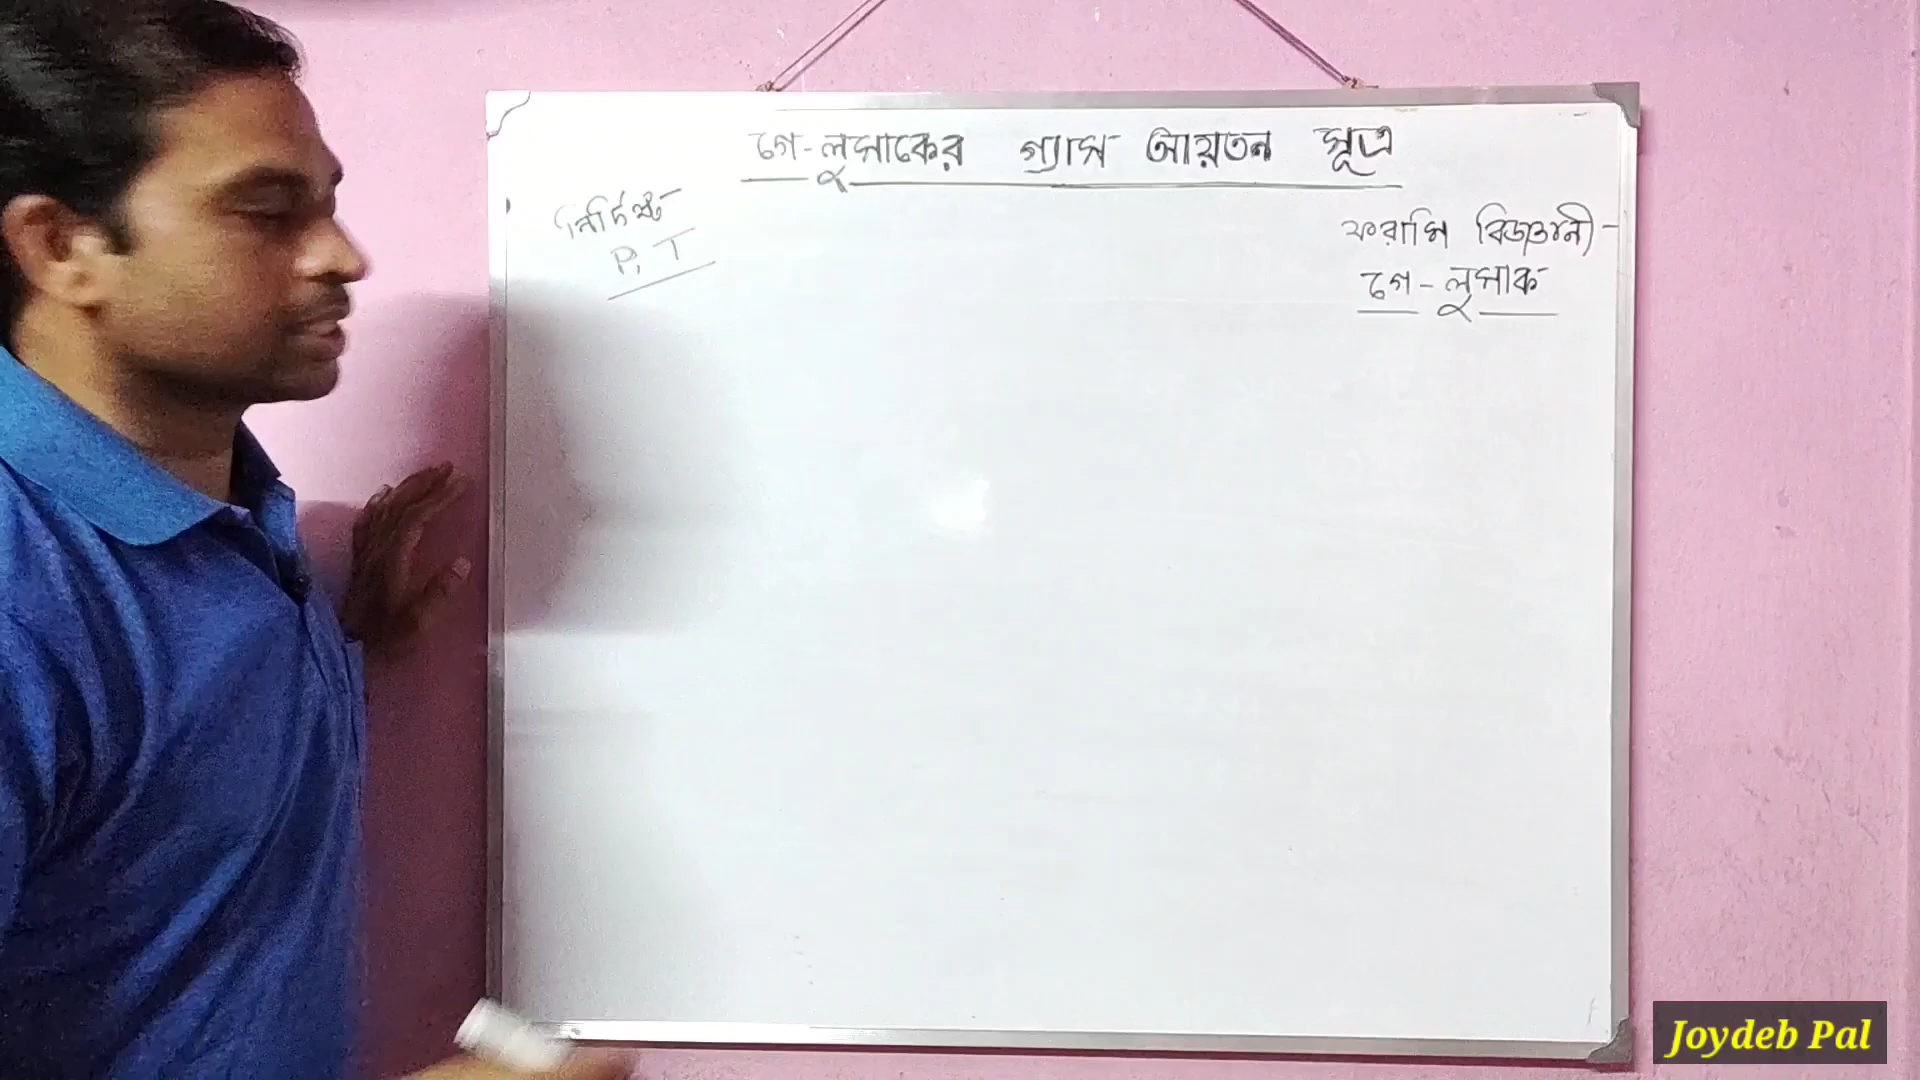 গে-লুসাকের গ্যাস আয়তন সূত্র
নির্দিষ্ট
P, T
ফরাসি বিজ্ঞানী-
গে-লুসাক
Joydeb Pal